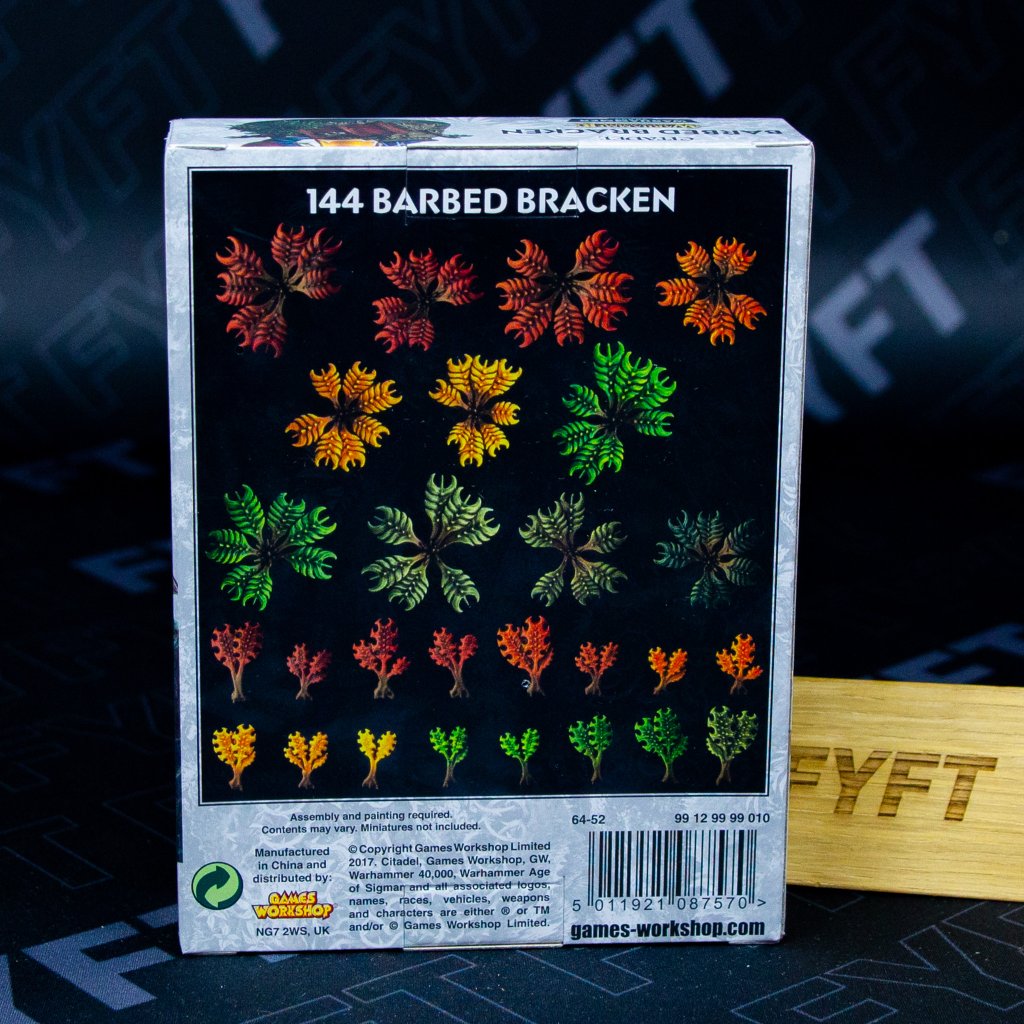 CITADEL
BARBED BRACKEN
144 BARBED BRACKEN
Assembly and painting required.
Contents may vary. Miniatures not included.
Manufactured
in China and
distributed by:
GAMES
WORKSHOP
NG7 2WS, UK
© Copyright Games Workshop Limited
2017. Citadel, Games Workshop, GW,
Warhammer 40,000, Warhammer Age
of Sigmar and all associated logos,
names, races, vehicles, weapons
and characters are either ® or TM
and/or © Games Workshop Limited.
64-52 99 12 99 99 010
5 011921 087570 >
games-workshop.com
FYFT